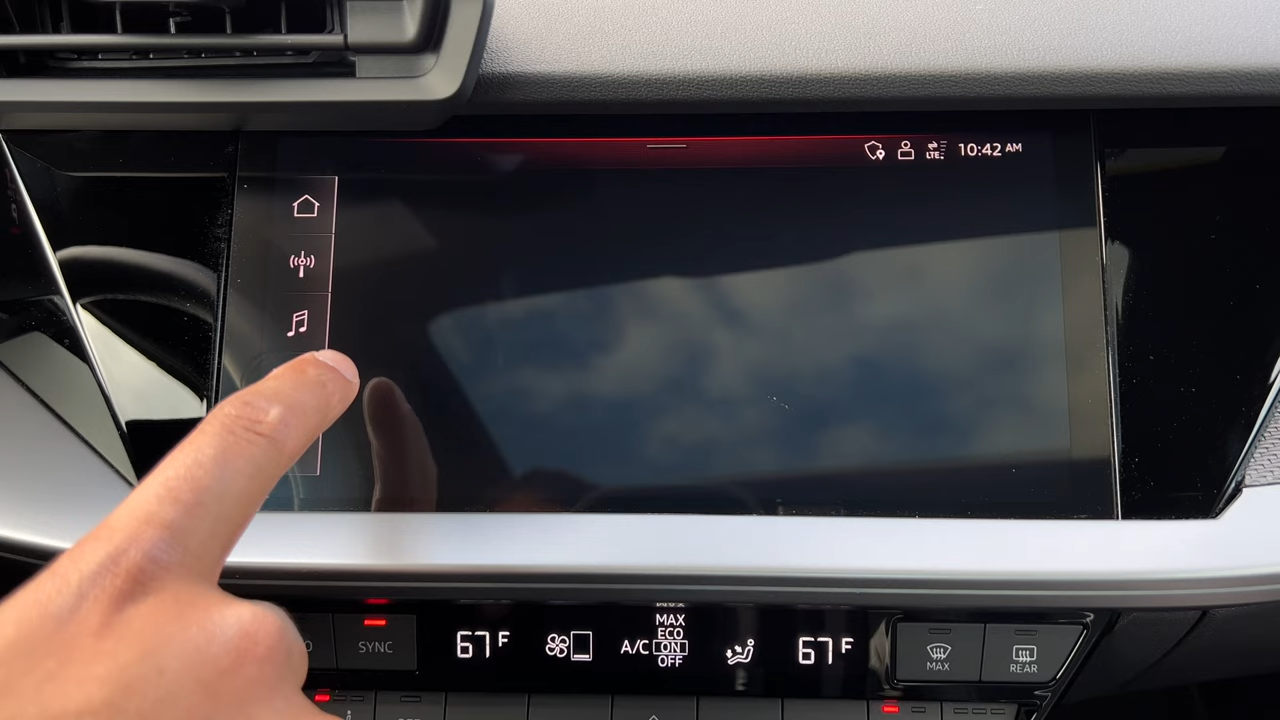 LTE
10:42 AM
MAX
ECO
SYNC
67 F
A/C ON
OFF
67 F
MAX
REAR